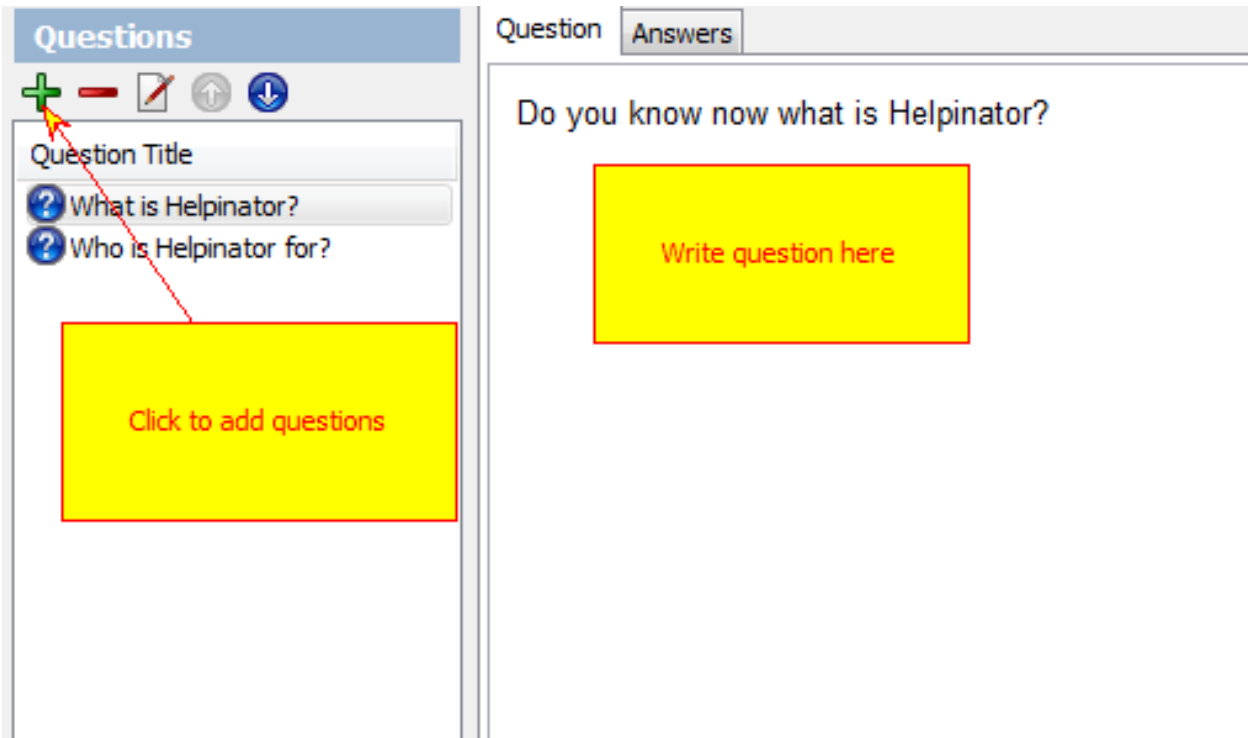 Questions
Question Title
What is Helpinator?
Who is Helpinator for?
Click to add questions
Question
Answers
Do you know now what is Helpinator?
Write question here